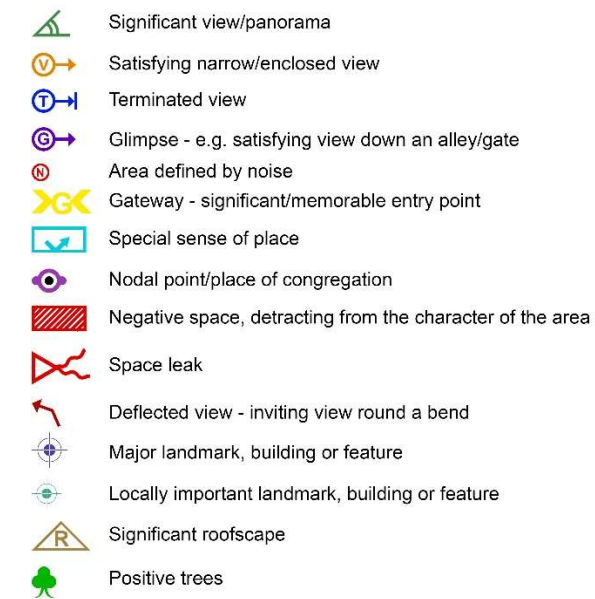 Significant view/panorama
V Satisfying narrow/enclosed view
T Terminated view
G Glimpse - e.g. satisfying view down an alley/gate
N Area defined by noise
G Gateway - significant/memorable entry point
Special sense of place
Nodal point/place of congregation
Negative space, detracting from the character of the area
Space leak
Deflected view - inviting view round a bend
Major landmark, building or feature
Locally important landmark, building or feature
R Significant roofscape
Positive trees